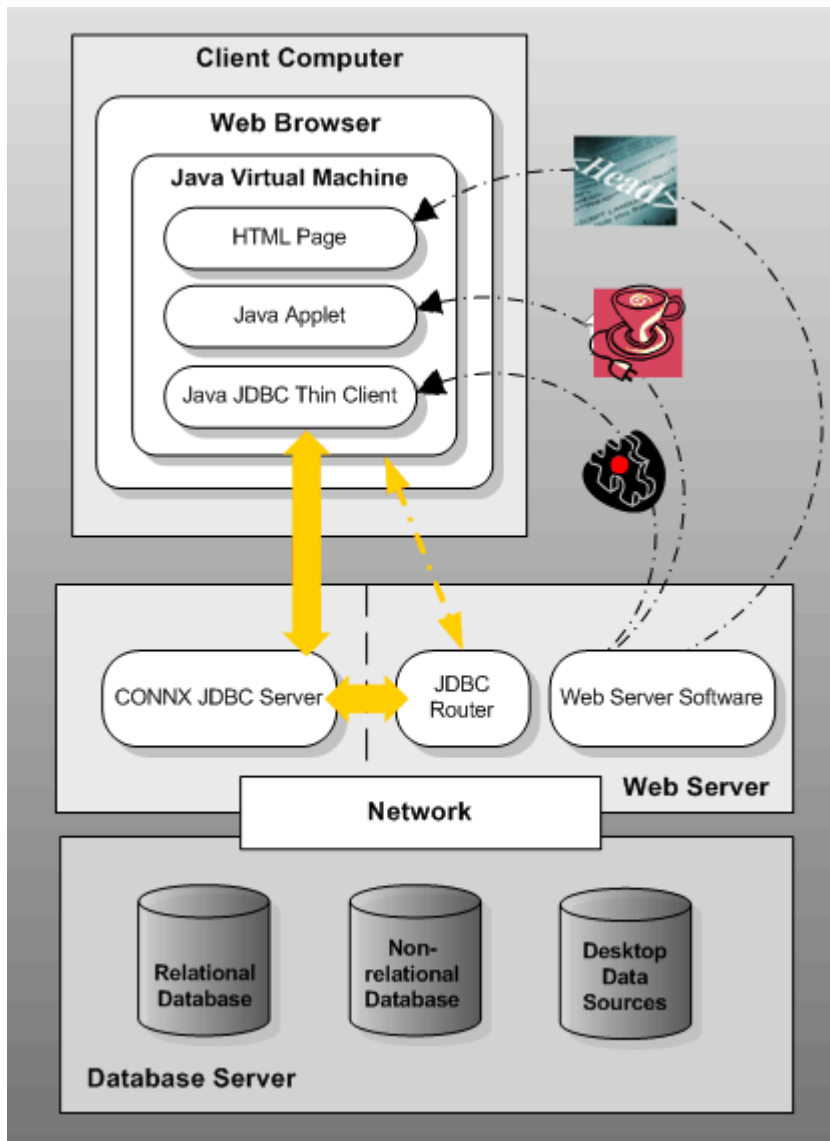 Client Computer
Web Browser
Java Virtual Machine
HTML Page
<Head>
Java Applet
Java JDBC Thin Client
CONNX JDBC Server
JDBC
Router
Web Server Software
Web Server
Network
Relational
Database
Non-
relational
Database
Desktop
Data
Sources
Database Server